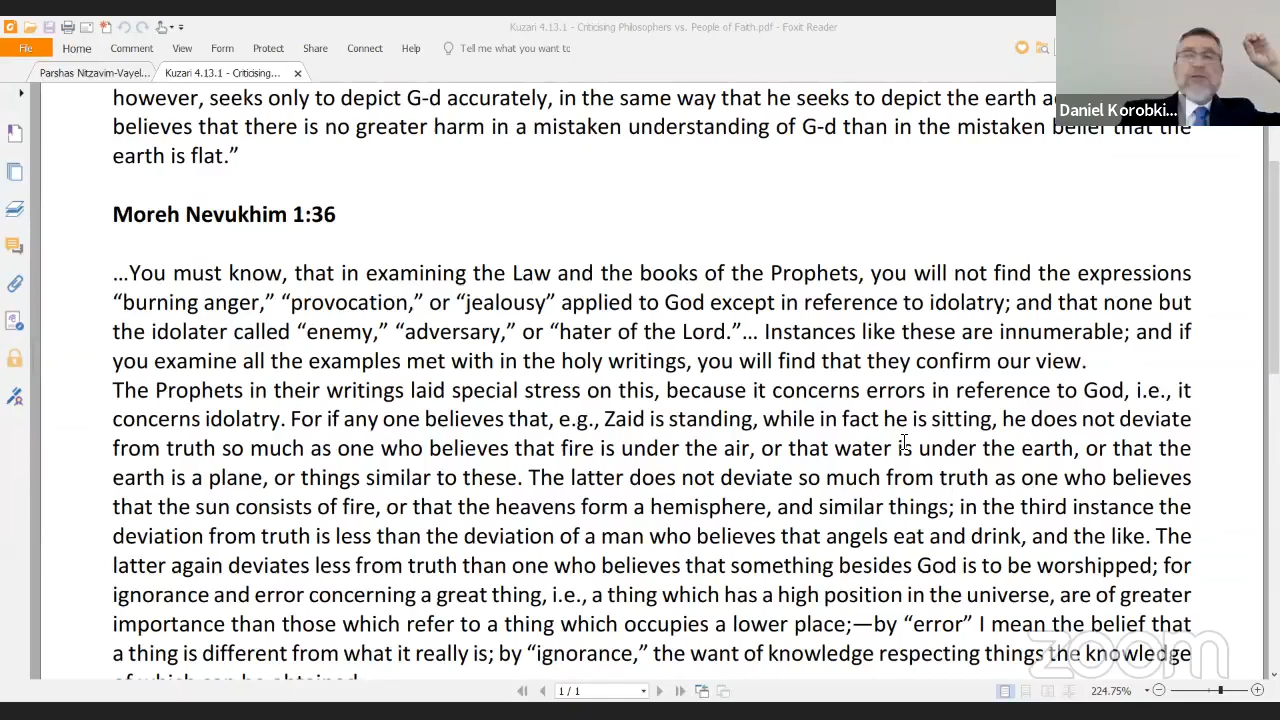 Kuzari 4.13.1 - Criticising Philosophers vs. People of Faith.pdf - Foxit Reader
File Home Comment View Form Protect Share Connect Help Tell me what you want to
Parshas Nitzavim-Vayel... Kuzari 4.13.1 - Criticising...
Daniel Korobki...
however, seeks only to depict G-d accurately, in the same way that he seeks to depict the earth
believes that there is no greater harm in a mistaken understanding of G-d than in the mistaken belief that the
earth is flat.”
Moreh Nevukhim 1:36
…You must know, that in examining the Law and the books of the Prophets, you will not find the expressions
“burning anger,” “provocation,” or “jealousy” applied to God except in reference to idolatry; and that none but
the idolater called “enemy,” “adversary,” or “hater of the Lord.”… Instances like these are innumerable; and if
you examine all the examples met with in the holy writings, you will find that they confirm our view.
The Prophets in their writings laid special stress on this, because it concerns errors in reference to God, i.e., it
concerns idolatry. For if any one believes that, e.g., Zaid is standing, while in fact he is sitting, he does not deviate
from truth so much as one who believes that fire is under the air, or that water is under the earth, or that the
earth is a plane, or things similar to these. The latter does not deviate so much from truth as one who believes
that the sun consists of fire, or that the heavens form a hemisphere, and similar things; in the third instance the
deviation from truth is less than the deviation of a man who believes that angels eat and drink, and the like. The
latter again deviates less from truth than one who believes that something besides God is to be worshipped; for
ignorance and error concerning a great thing, i.e., a thing which has a high position in the universe, are of greater
importance than those which refer to a thing which occupies a lower place;—by “error” I mean the belief that
a thing is different from what it really is; by “ignorance,” the want of knowledge respecting things the knowledge
of which can be obtained.
zoom
1 / 1
224.75%